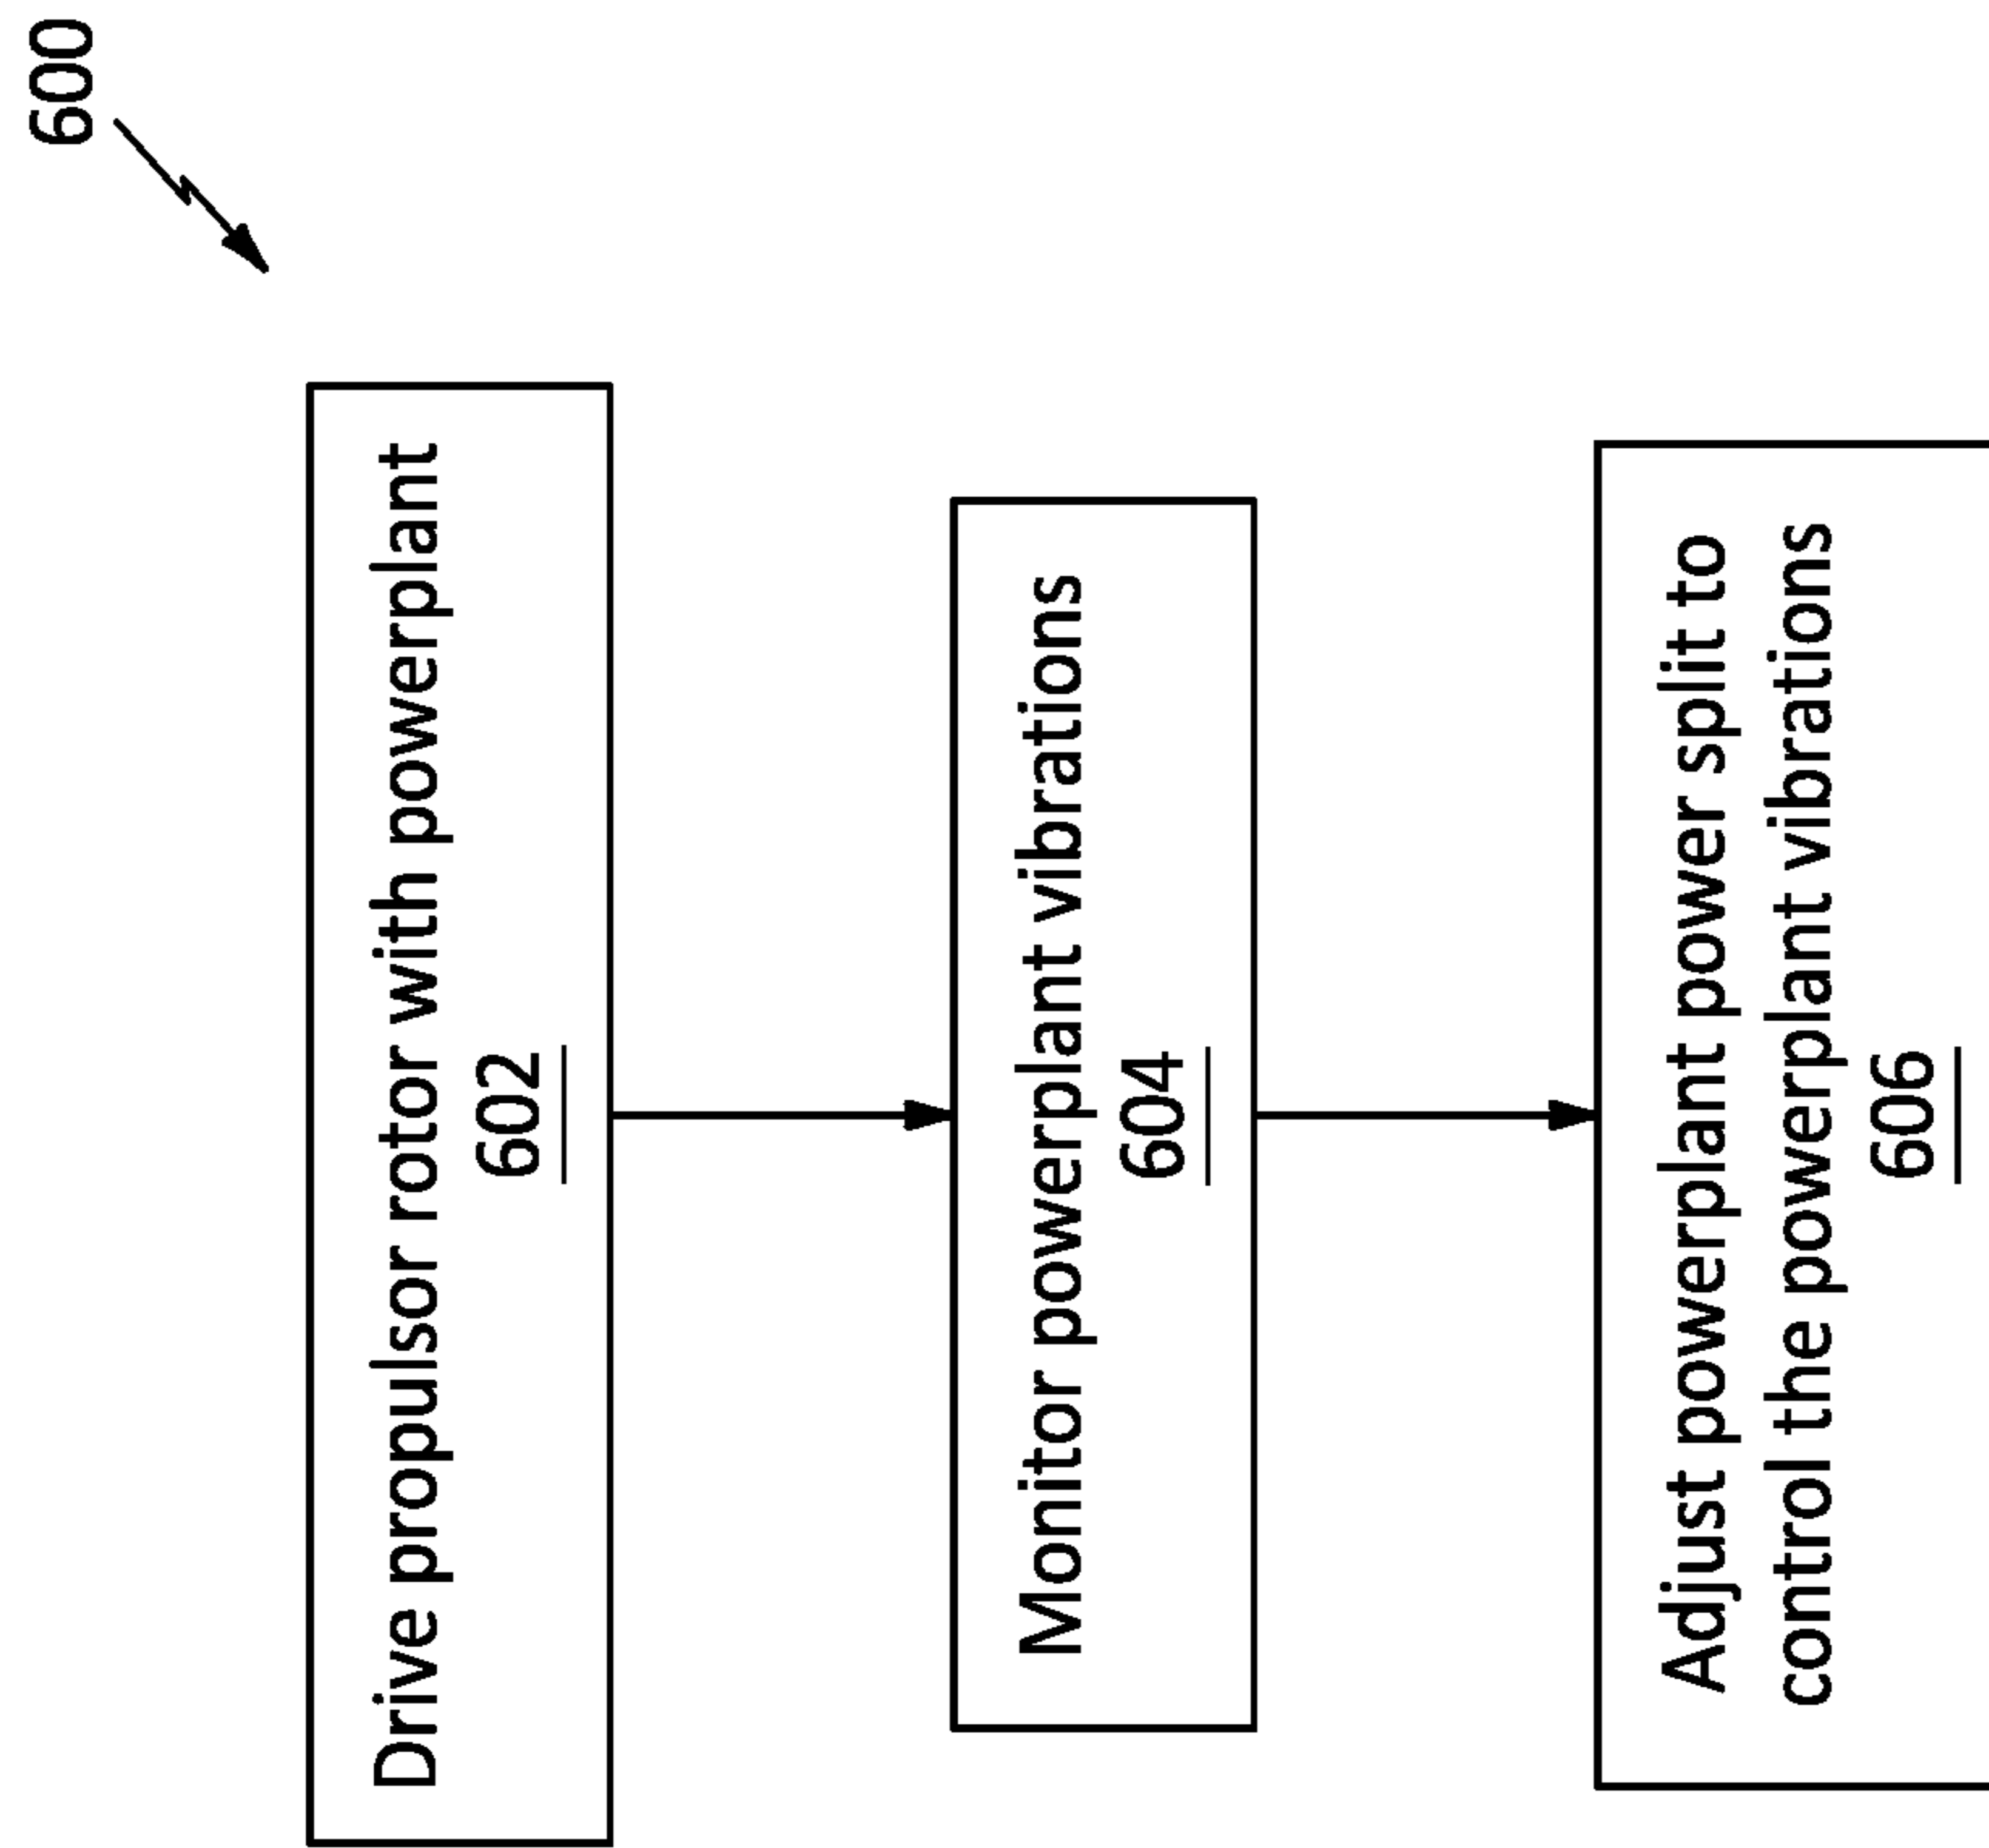 600
Drive propulsor rotor with powerplant
602
Monitor powerplant vibrations
604
Adjust powerplant power split to
control the powerplant vibrations
606